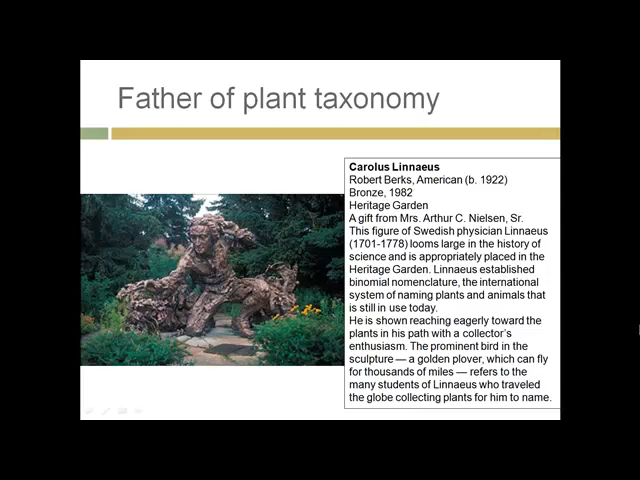 Father of plant taxonomy
Carolus Linnaeus
Robert Berks, American (b. 1922)
Bronze, 1982
Heritage Garden
A gift from Mrs. Arthur C. Nielsen, Sr.
This figure of Swedish physician Linnaeus
(1701-1778) looms large in the history of
science and is appropriately placed in the
Heritage Garden. Linnaeus established
binomial nomenclature, the international
system of naming plants and animals that
is still in use today.
He is shown reaching eagerly toward the
plants in his path with a collector's
enthusiasm. The prominent bird in the
sculpture — a golden plover, which can fly
for thousands of miles — refers to the
many students of Linnaeus who traveled
the globe collecting plants for him to name.